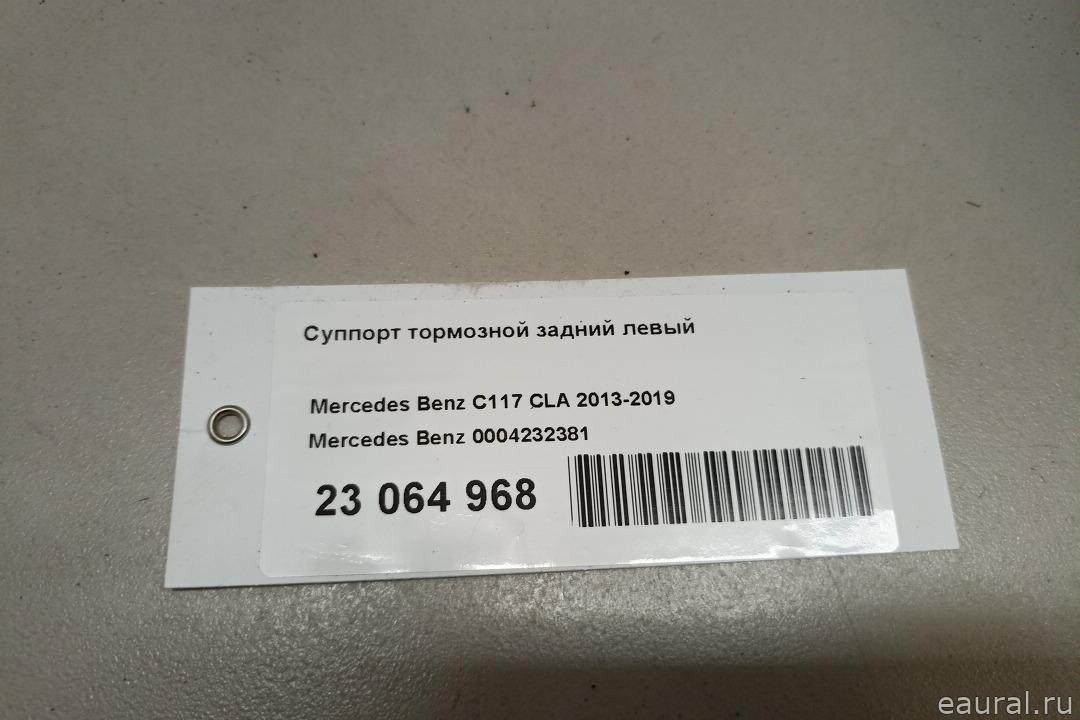 Суппорт тормозной задний левый
Mercedes Benz C117 CLA 2013-2019
Mercedes Benz 0004232381
23 064 968
eaural.ru